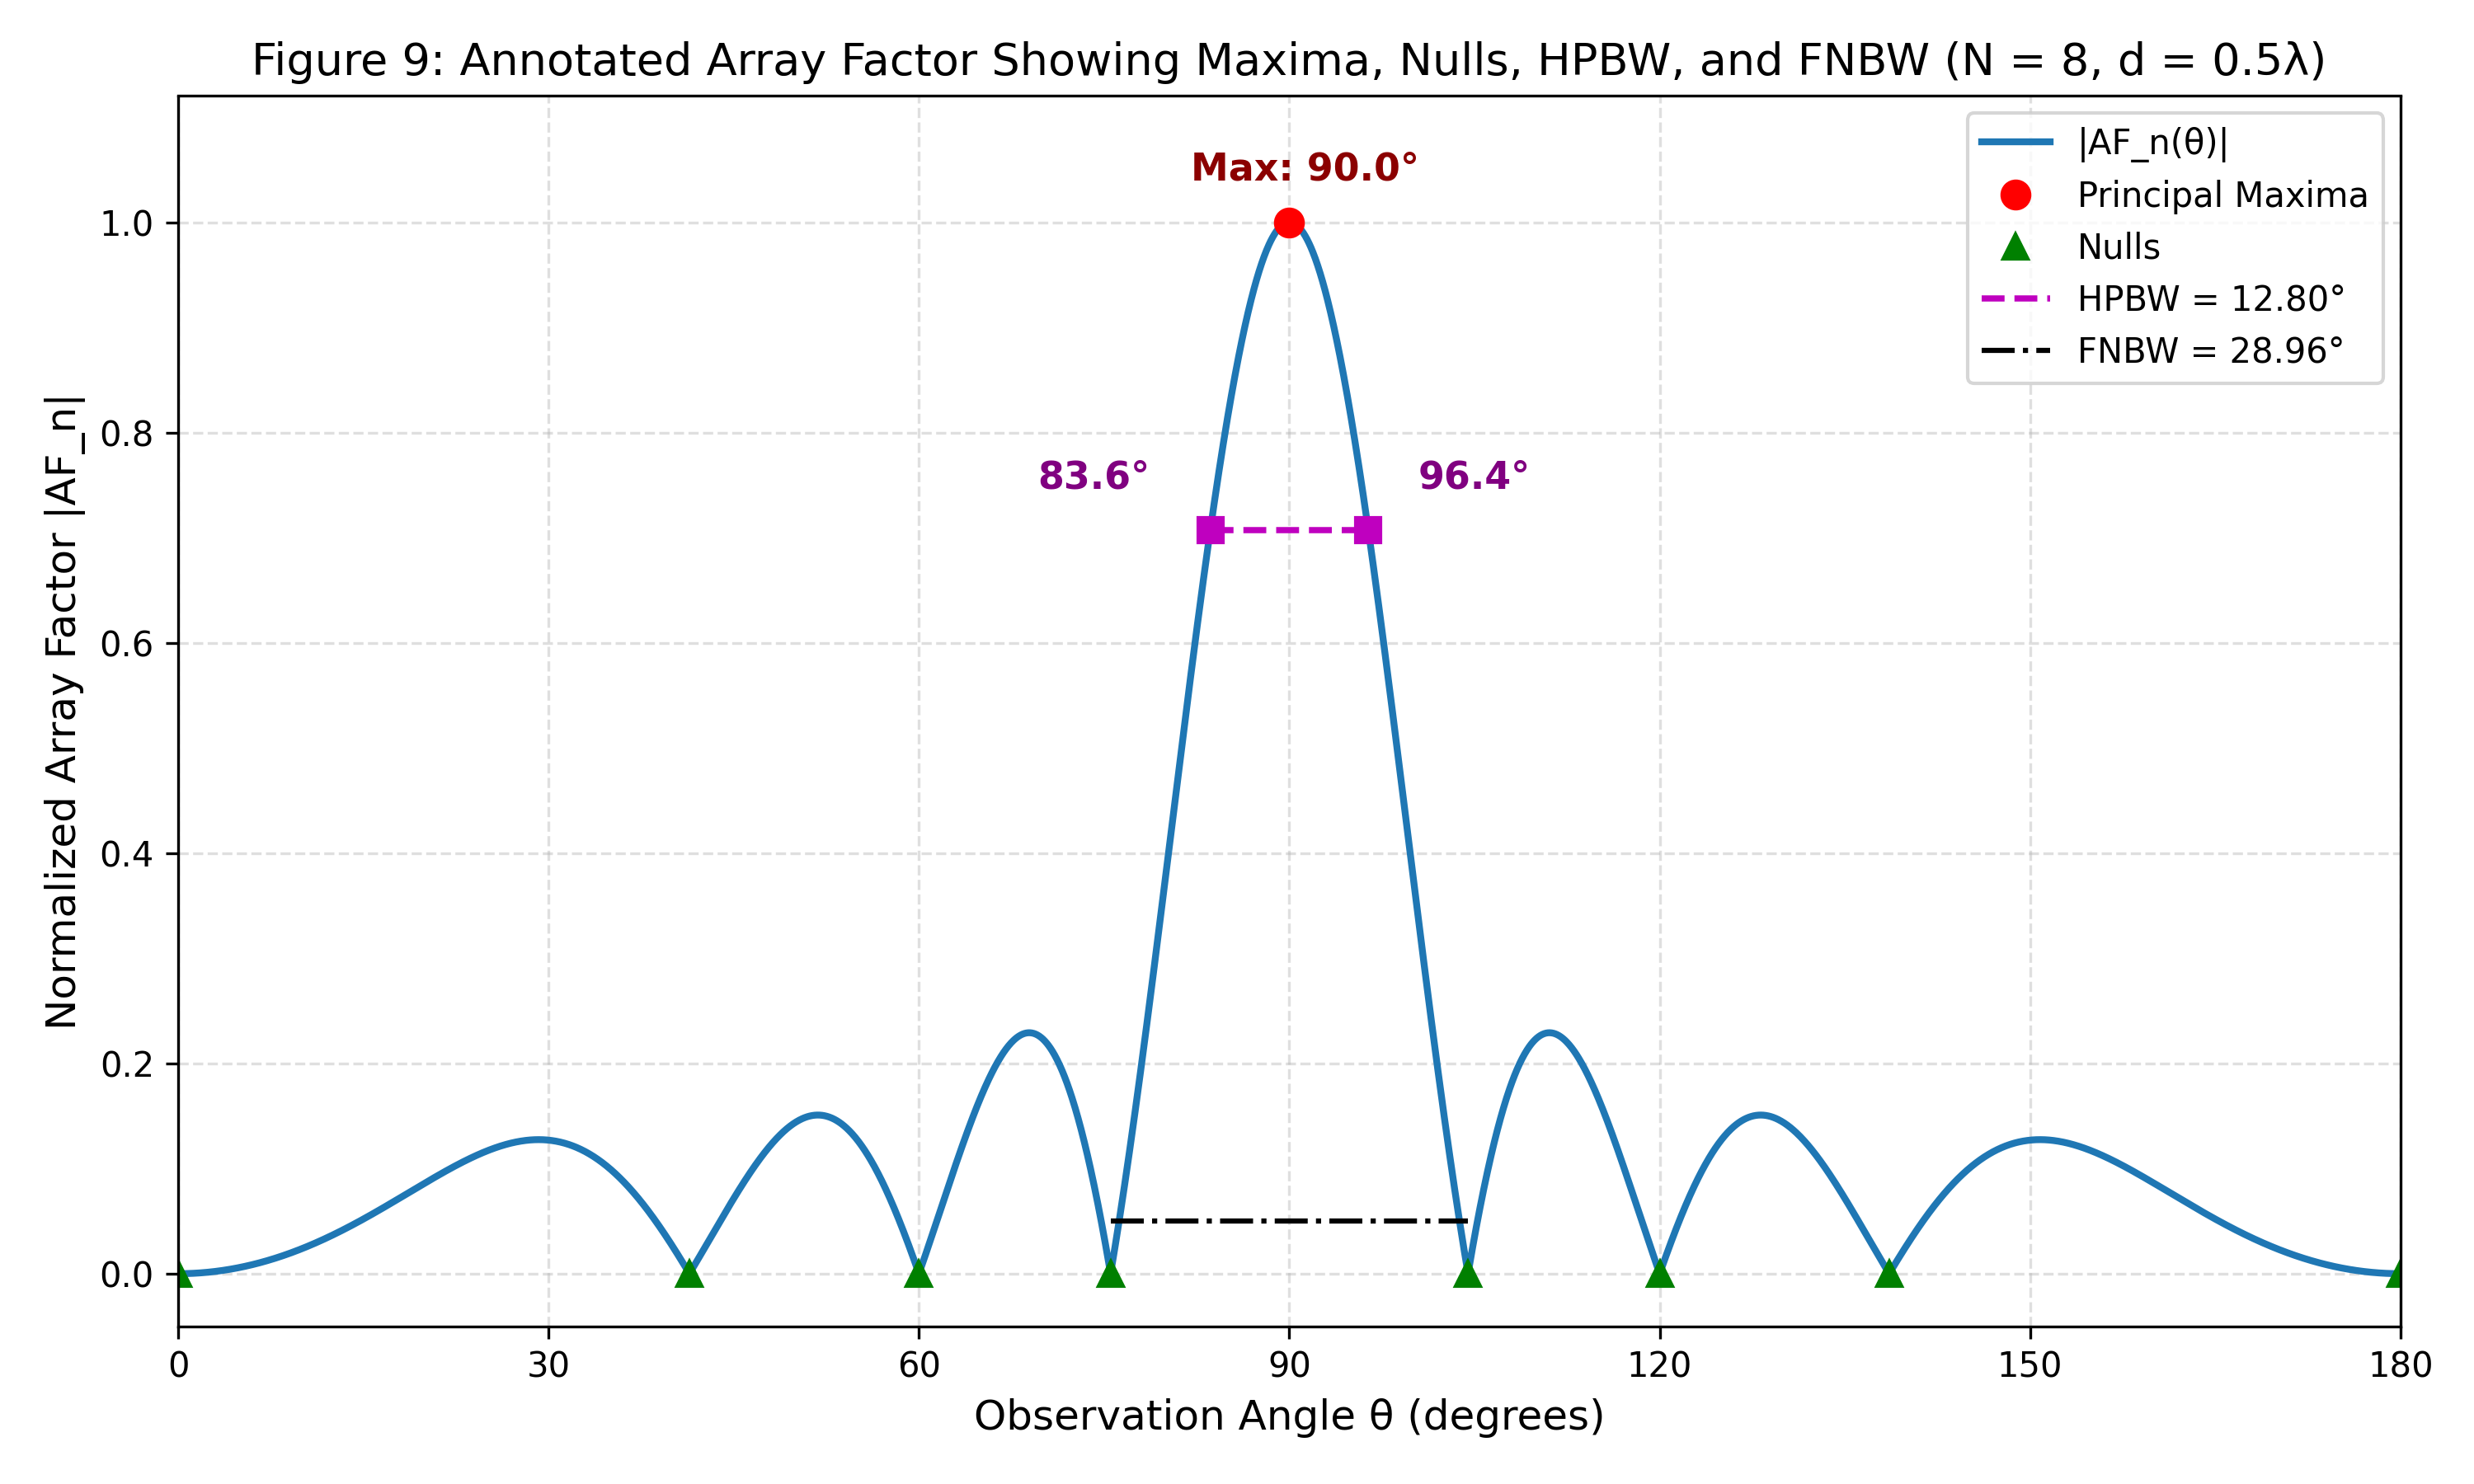 Figure 9: Annotated Array Factor Showing Maxima, Nulls, HPBW, and FNBW (N = 8, d = 0.5λ)
|AF_n(θ)|
Principal Maxima
Nulls
HPBW = 12.80°
FNBW = 28.96°
Max: 90.0°
83.6°
96.4°
Normalized Array Factor |AF_n|
1.0
0.8
0.6
0.4
0.2
0.0
0 30 60 90 120 150 180
Observation Angle θ (degrees)